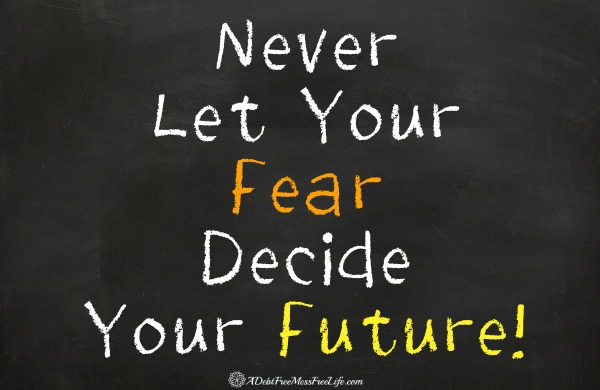 Never
Let Your
Fear
Decide
Your Future!
ADebtFreeMessFreeLife.com